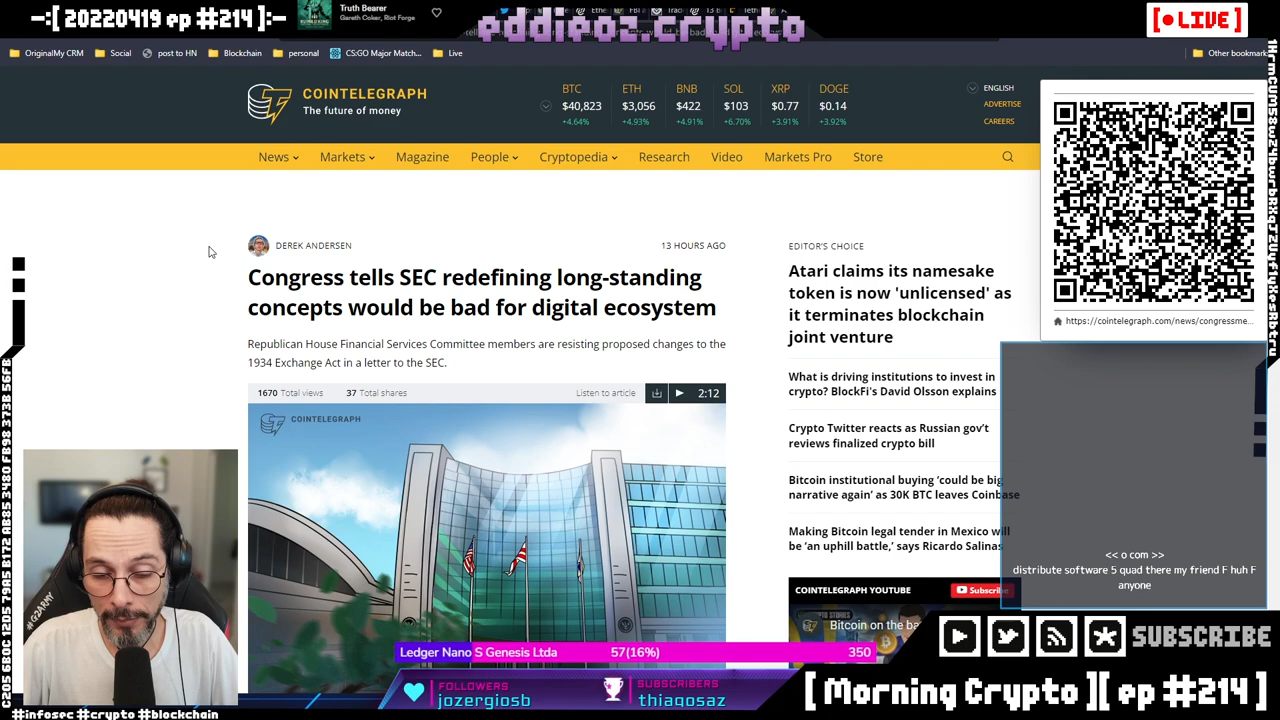 -:[ 20220419 ep #214 ]:-
Truth Bearer
Gareth Coker, Riot Forge
eddieoz.crypto
[ LIVE ]
OriginalMy CRM
Social
post to HN
Blockchain
personal
CS:GO Major Match...
Live
Other bookmark
COINTELEGRAPH
The future of money
BTC ETH BNB SOL XRP DOGE
$40,823 $3,056 $422 $103 $0.77 $0.14
+4.64% +4.93% +4.91% +6.70% +3.91% +3.92%
ENGLISH
ADVERTISE
CAREERS
News Markets Magazine People Cryptopedia Research Video Markets Pro Store
DEREK ANDERSEN
13 HOURS AGO
Congress tells SEC redefining long-standing
concepts would be bad for digital ecosystem
Republican House Financial Services Committee members are resisting proposed changes to the
1934 Exchange Act in a letter to the SEC.
1670 Total views 37 Total shares
Listen to article 2:12
COINTELEGRAPH
EDITOR'S CHOICE
Atari claims its namesake
token is now 'unlicensed' as
it terminates blockchain
joint venture
What is driving institutions to invest in
crypto? BlockFi's David Olsson explains
Crypto Twitter reacts as Russian gov't
reviews finalized crypto bill
Bitcoin institutional buying 'could be big
narrative again' as 30K BTC leaves Coinbase
Making Bitcoin legal tender in Mexico will
be 'an uphill battle,' says Ricardo Salinas
COINTELEGRAPH YOUTUBE
Subscribe
Bitcoin on the ba
https://cointelegraph.com/news/congressme...
<< o com >>
distribute software 5 quad there my friend F huh F
anyone
Ledger Nano S Genesis Ltda 57(16%) 350
FOLLOWERS
jozergiosb
SUBSCRIBERS
thiagosaz
SUBSCRIBE
[ Morning Crypto ][ ep #214 ]
#infosec #crypto #blockchain